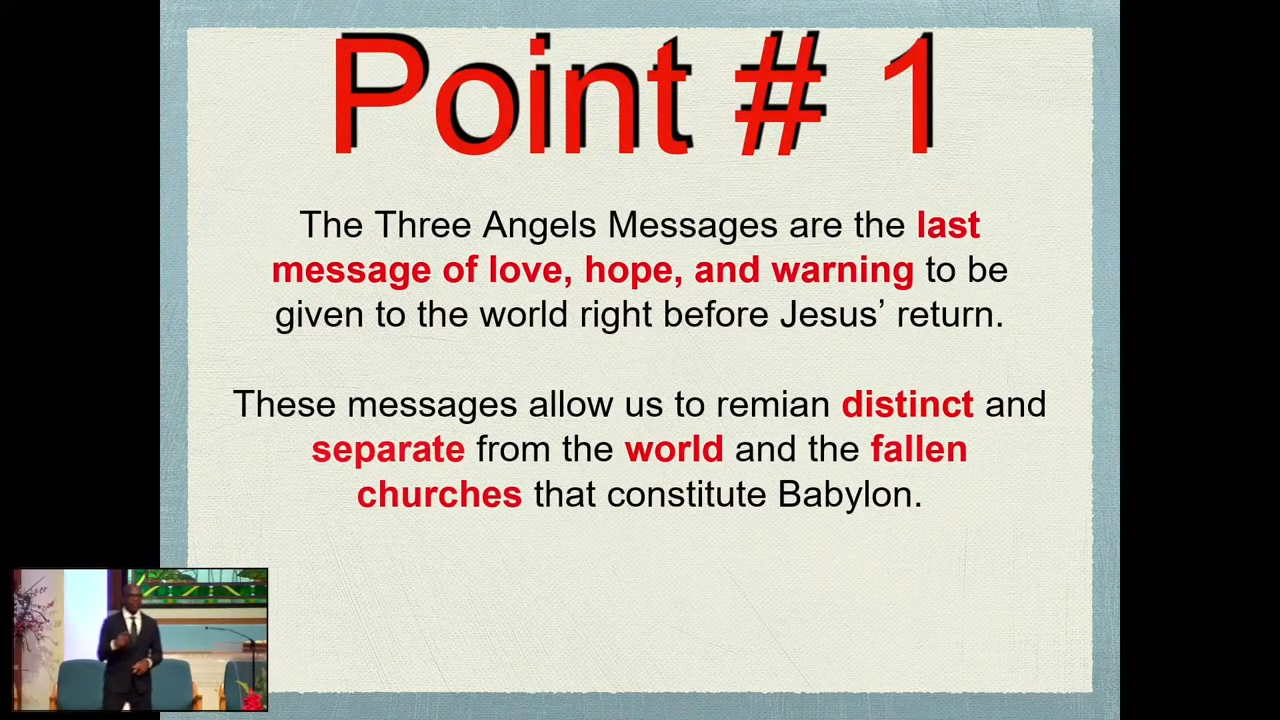 Point # 1
The Three Angels Messages are the last
message of love, hope, and warning to be
given to the world right before Jesus’ return.
These messages allow us to remian distinct and
separate from the world and the fallen
churches that constitute Babylon.